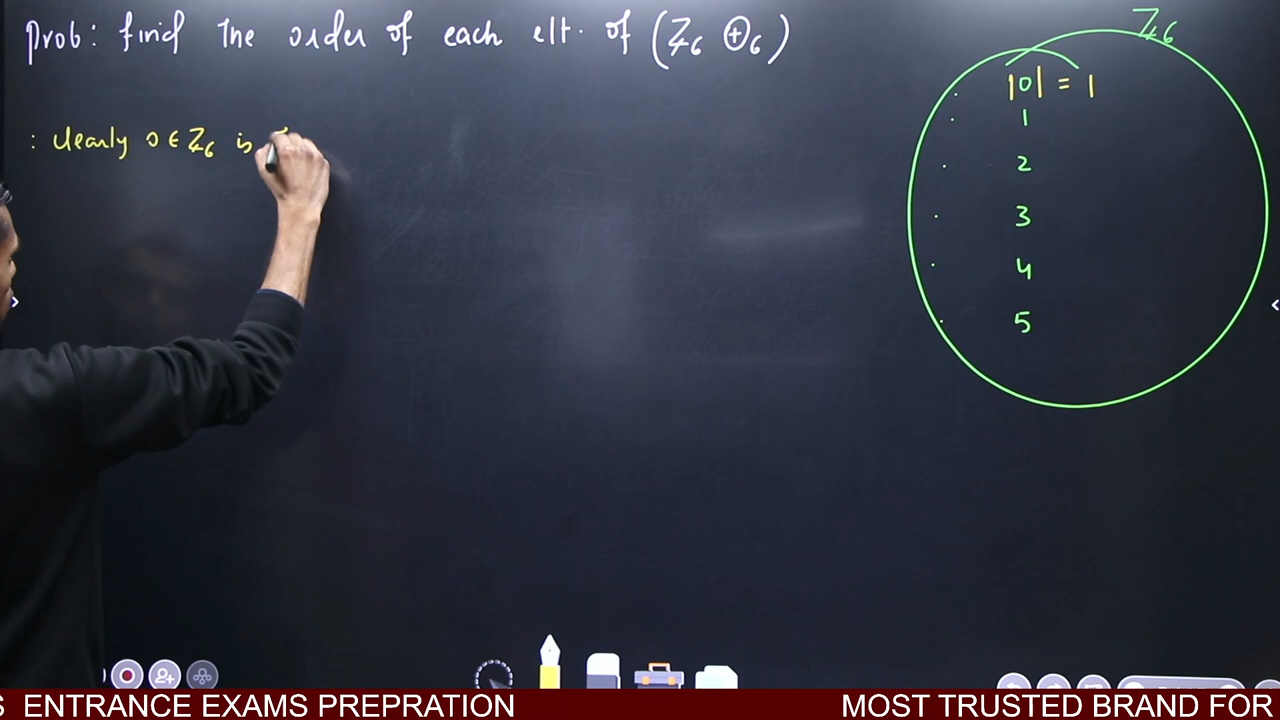 Prob: find the order of each elt. of (Z6 ⊕6)
: Clearly 0 ∈ Z6 is
Z6
|0| = 1
1
2
3
4
5
S ENTRANCE EXAMS PREPRATION MOST TRUSTED BRAND FOR